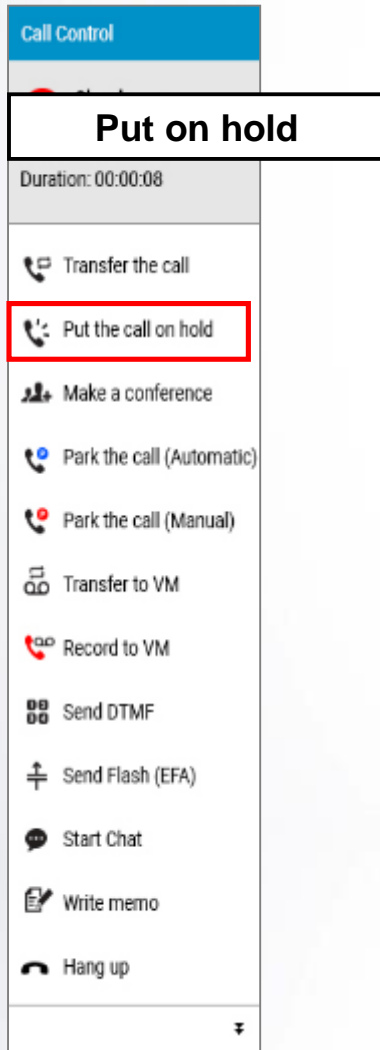 Call Control
Put on hold
Duration: 00:00:08
Transfer the call
Put the call on hold
Make a conference
Park the call (Automatic)
Park the call (Manual)
Transfer to VM
Record to VM
Send DTMF
Send Flash (EFA)
Start Chat
Write memo
Hang up